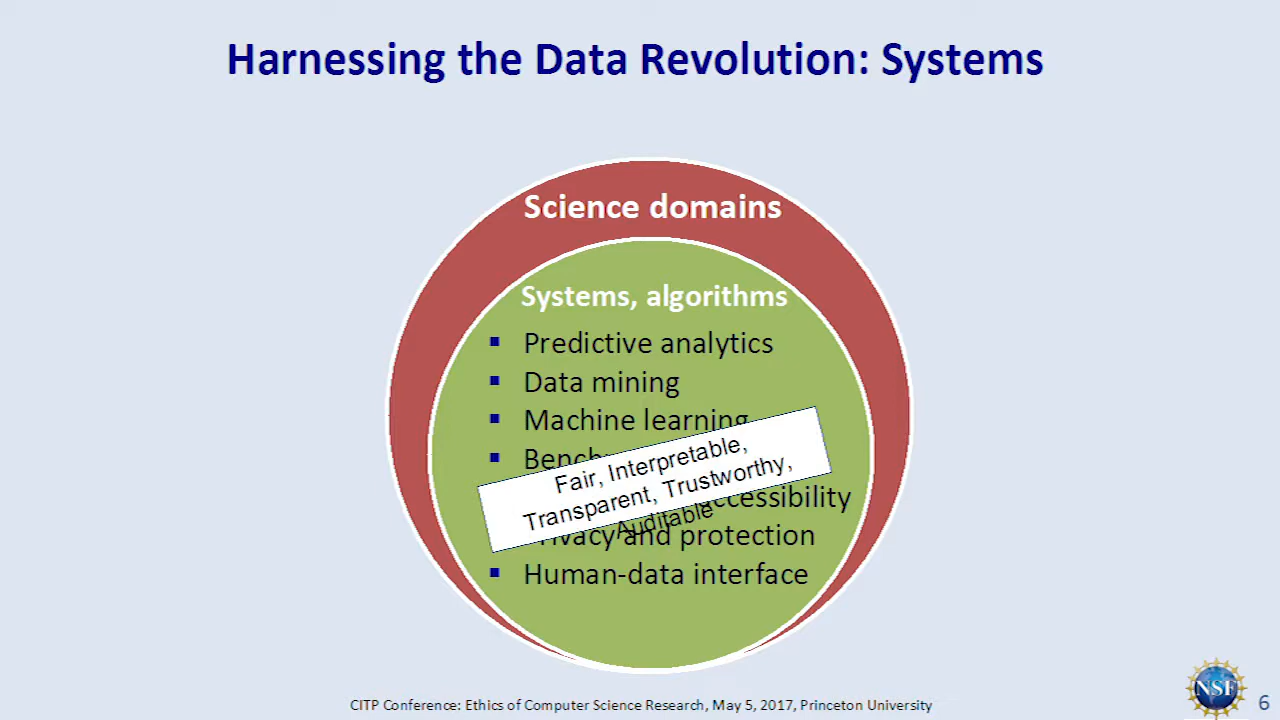 Harnessing the Data Revolution: Systems
Science domains
Systems, algorithms
▪ Predictive analytics
▪ Data mining
▪ Machine learning
▪
Fair, Interpretable,
Transparent, Trustworthy,
Auditable
and protection
▪ Human-data interface
CITP Conference: Ethics of Computer Science Research, May 5, 2017, Princeton University
NSF
6